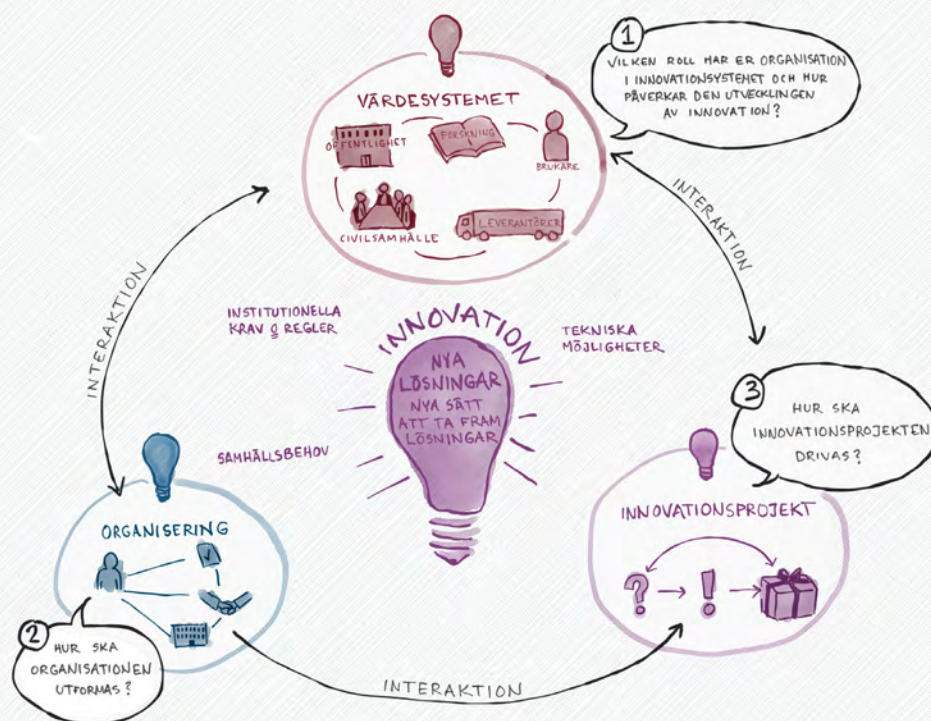 1
VILKEN ROLL HAR ER ORGANISATION
I INNOVATIONSYSTEMET OCH HUR
PÅVERKAR DEN UTVECKLINGEN
AV INNOVATION?
VÄRDESYSTEMET
OFFENTLIGHET
FORSKNING
BRUKARE
CIVILSAMHÄLLE
LEVERANTÖRER
INTERAKTION
INTERAKTION
INSTITUTIONELLA
KRAV O REGLER
INNOVATION
TEKNISKA
MÖJLIGHETER
NYA
LÖSNINGAR
NYA SÄTT
ATT TA FRAM
LÖSNINGAR
SAMHÄLLSBEHOV
3
HUR SKA
INNOVATIONSPROJEKTEN
DRIVAS?
ORGANISERING
INNOVATIONSPROJEKT
? ! 
2
HUR SKA
ORGANISATIONEN
UTFORMAS?
INTERAKTION